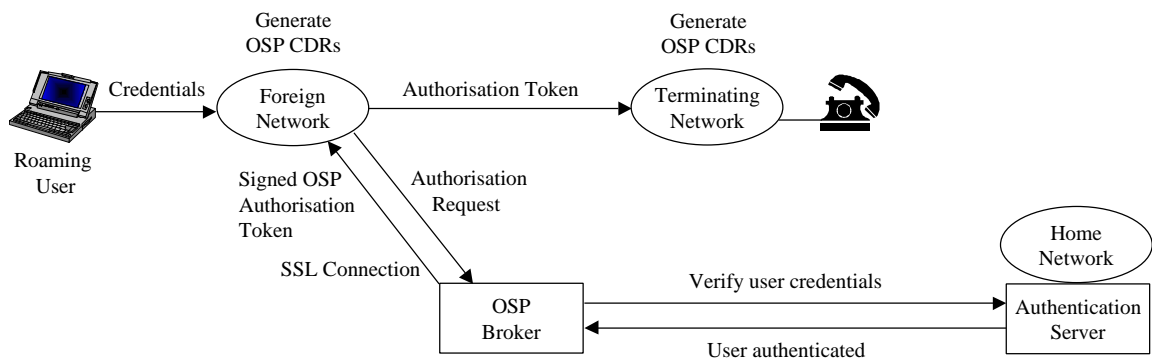 Generate
OSP CDRs
Generate
OSP CDRs
Credentials
Foreign
Network
Authorisation Token
Terminating
Network
Roaming
User
Signed OSP
Authorisation
Token
Authorisation
Request
SSL Connection
Home
Network
OSP
Broker
Verify user credentials
Authentication
Server
User authenticated